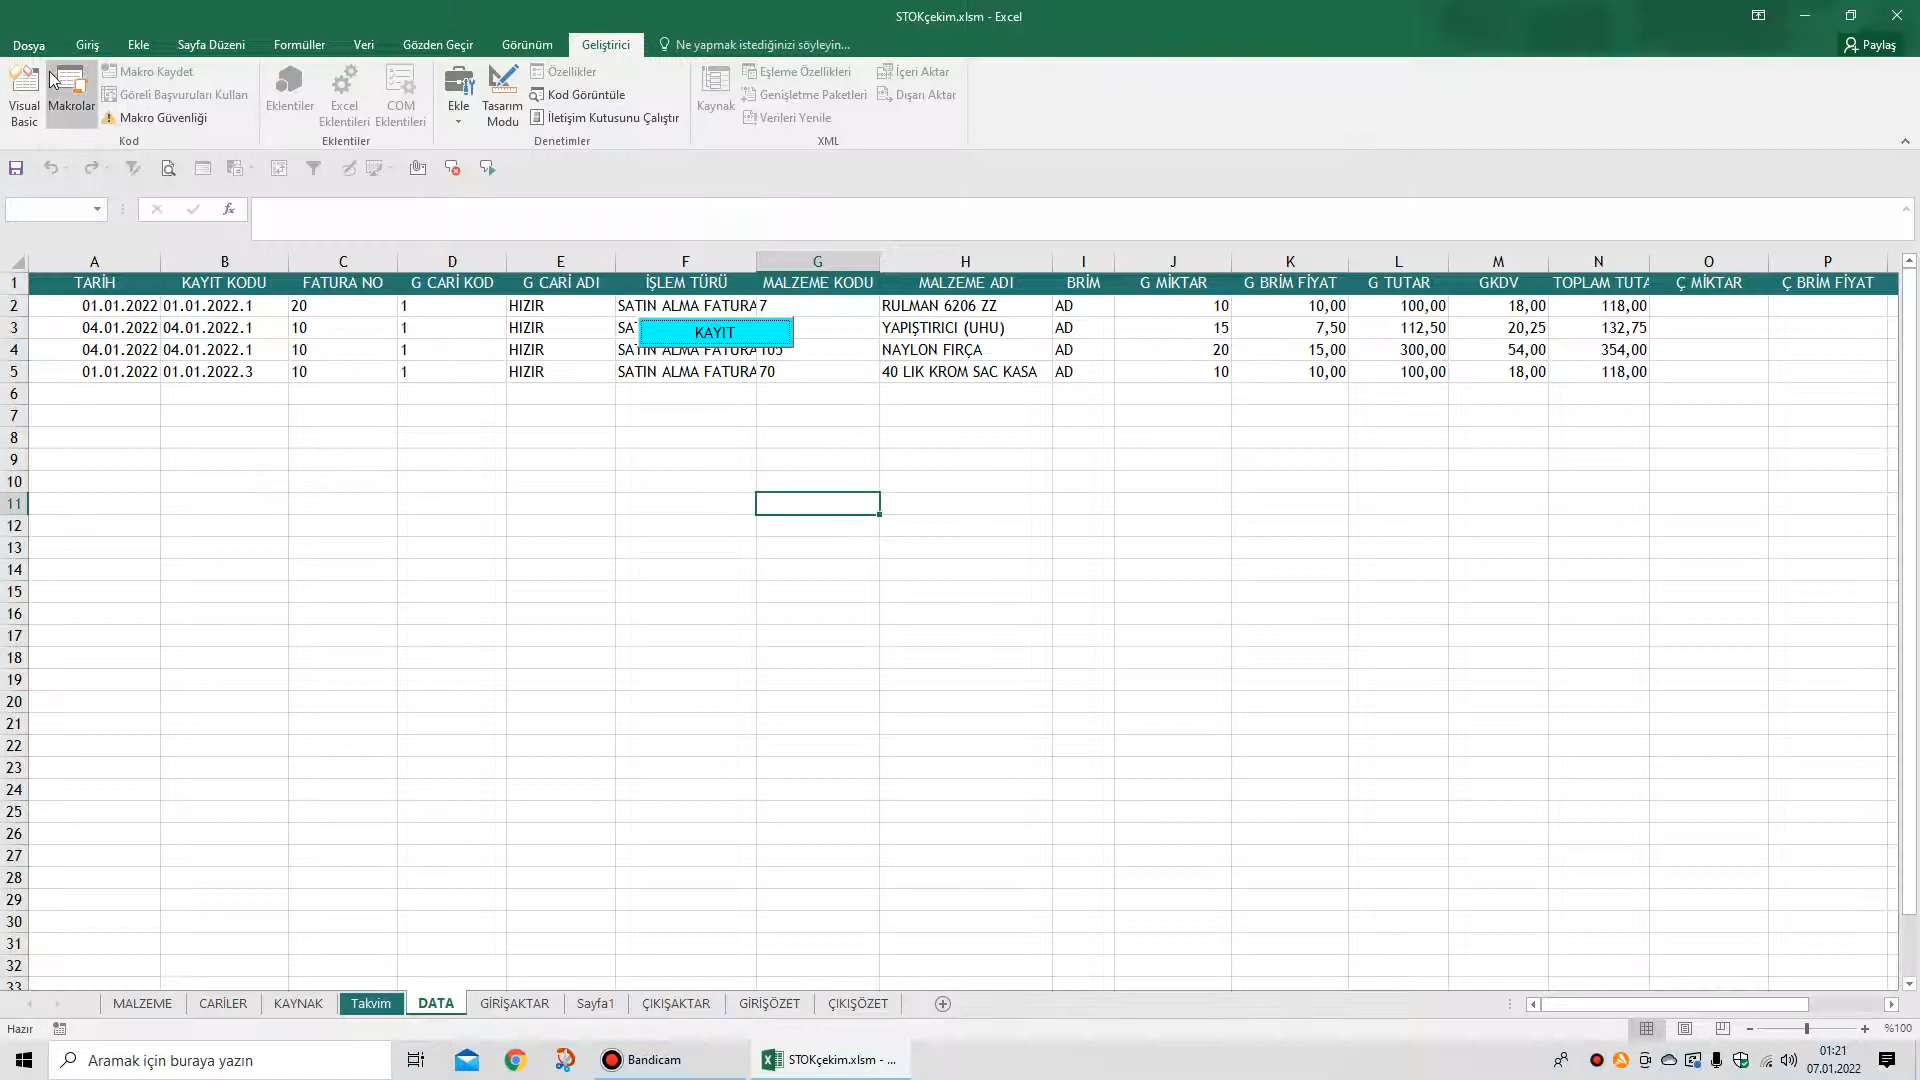 STOKçekim.xlsm - Excel
Dosya Giriş Ekle Sayfa Düzeni Formüller Veri Gözden Geçir Görünüm Geliştirici Ne yapmak istediğinizi söyleyin... Paylaş
Visual Basic
Makrolar
Makro Kaydet
Göreli Başvuruları Kullan
Makro Güvenliği
Kod
Eklentiler
Excel Eklentileri
COM Eklentileri
Eklentiler
Ekle
Tasarım Modu
Özellikler
Kod Görüntüle
İletişim Kutusunu Çalıştır
Denetimler
Kaynak
Eşleme Özellikleri
Genişletme Paketleri
Verileri Yenile
İçeri Aktar
Dışarı Aktar
XML
fx
A B C D E F G H I J K L M N O P
1 TARİH KAYIT KODU FATURA NO G CARİ KOD G CARİ ADI İŞLEM TÜRÜ MALZEME KODU MALZEME ADI BRİM G MİKTAR G BRİM FİYAT G TUTAR GKDV TOPLAM TUTA Ç MİKTAR Ç BRİM FİYAT
2 01.01.2022 01.01.2022.1 20 1 HIZIR SATIN ALMA FATURA 7 RULMAN 6206 ZZ AD 10 10,00 100,00 18,00 118,00
3 04.01.2022 04.01.2022.1 10 1 HIZIR SAT KAYIT YAPIŞTIRICI (UHU) AD 15 7,50 112,50 20,25 132,75
4 04.01.2022 04.01.2022.1 10 1 HIZIR SATIN ALMA FATURA 105 NAYLON FIRÇA AD 20 15,00 300,00 54,00 354,00
5 01.01.2022 01.01.2022.3 10 1 HIZIR SATIN ALMA FATURA 70 40 LIK KROM SAC KASA AD 10 10,00 100,00 18,00 118,00
6
7
8
9
10
11
12
13
14
15
16
17
18
19
20
21
22
23
24
25
26
27
28
29
30
31
32
33
MALZEME CARİLER KAYNAK Takvim DATA GİRİŞAKTAR Sayfa1 ÇIKIŞAKTAR GİRİŞÖZET ÇIKIŞÖZET
Hazır %100
Aramak için buraya yazın Bandicam STOKçekim.xlsm - ... 01:21
07.01.2022